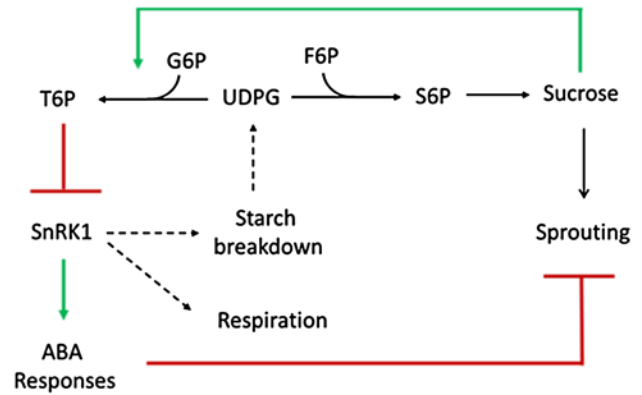 G6P
F6P
T6P
UDPG
S6P
Sucrose
SnRK1
Starch
breakdown
Sprouting
Respiration
ABA
Responses